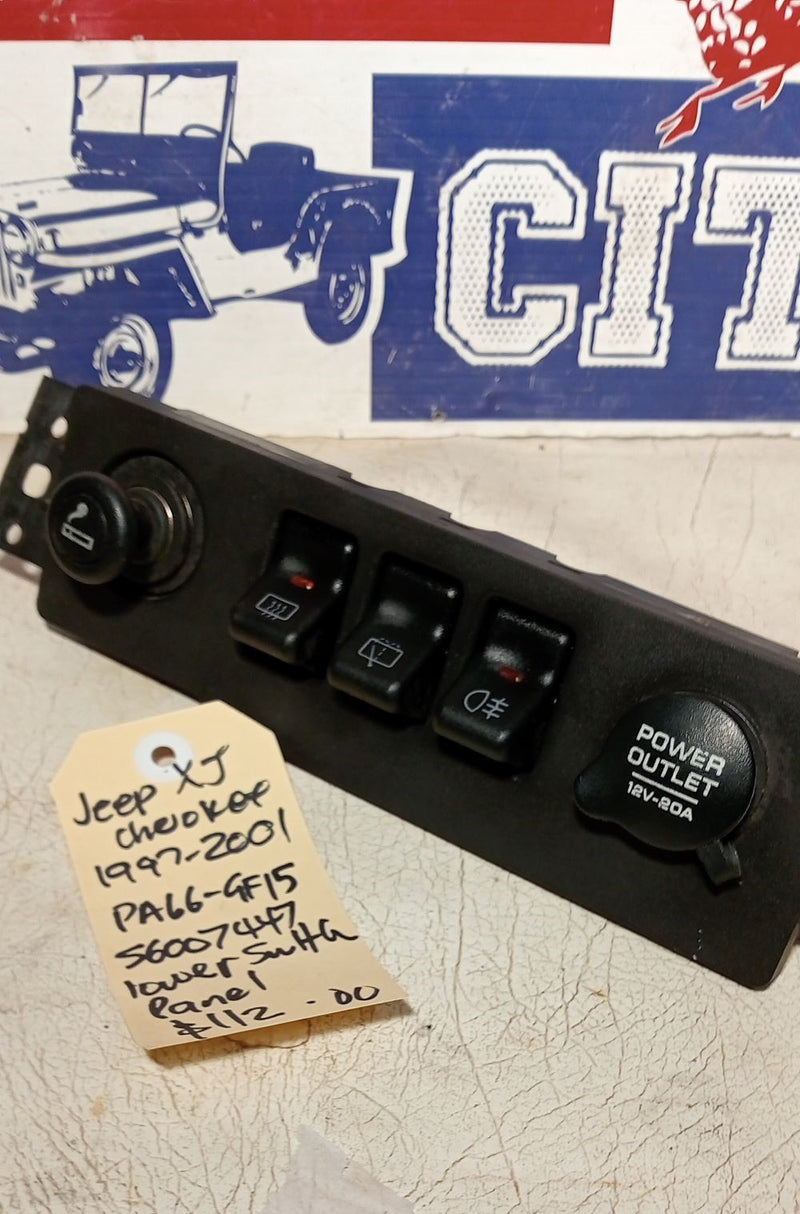 CIT
POWER
OUTLET
12V-20A
Jeep XJ
Cherokee
1997-2001
PA66-GF15
56007447
lower Switch
Panel
$112.00